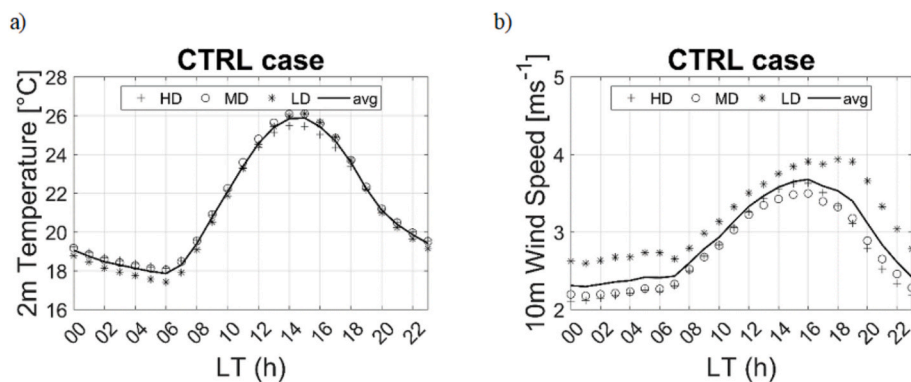 a)
CTRL case
2m Temperature [°C]
28
26
24
22
20
18
16
+ HD ○ MD * LD — avg
00 02 04 06 08 10 12 14 16 18 20 22
LT (h)
b)
CTRL case
10m Wind Speed [ms⁻¹]
5
4
3
2
+ HD ○ MD * LD — avg
00 02 04 06 08 10 12 14 16 18 20 22
LT (h)